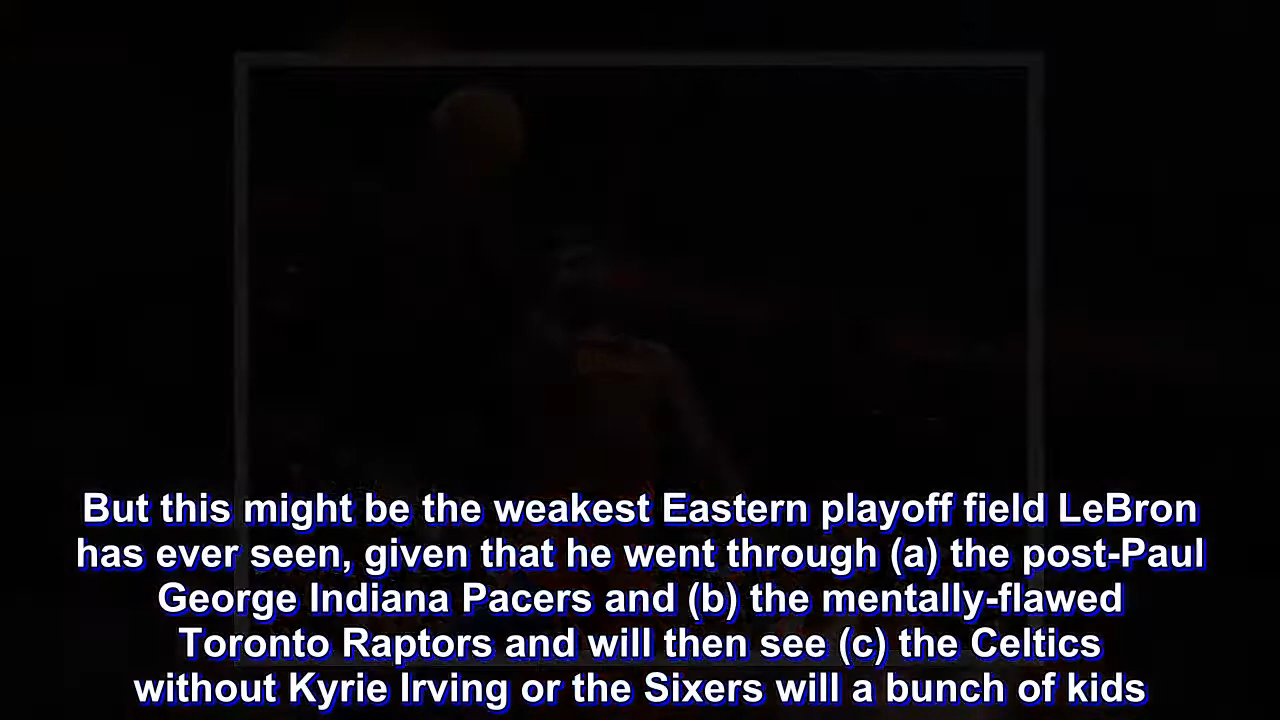 But this might be the weakest Eastern playoff field LeBron
has ever seen, given that he went through (a) the post-Paul
George Indiana Pacers and (b) the mentally-flawed
Toronto Raptors and will then see (c) the Celtics
without Kyrie Irving or the Sixers will a bunch of kids